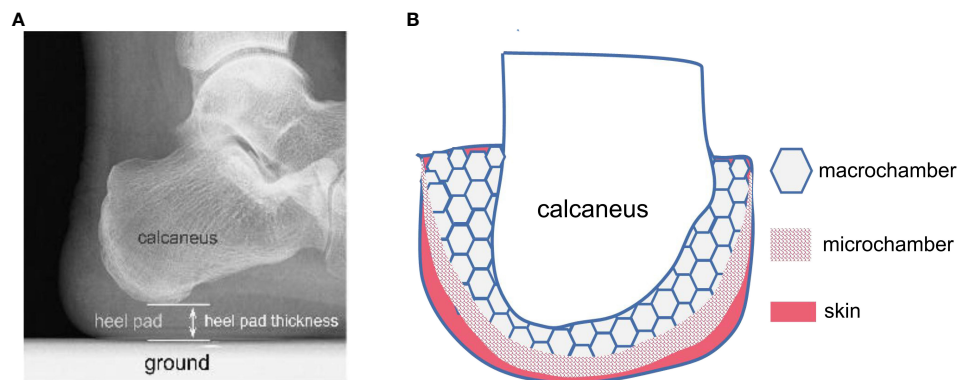 A
B
calcaneus
heel pad
heel pad thickness
ground
calcaneus
macrochamber
microchamber
skin